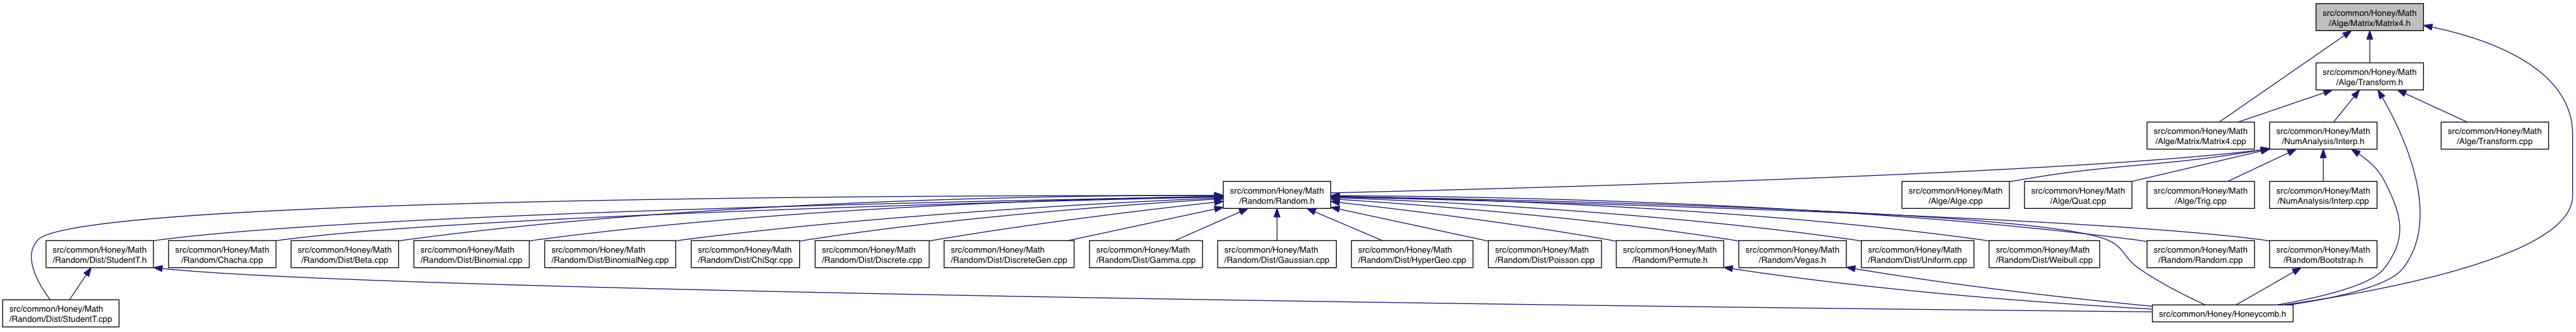 src/common/Honey/Math
/Alge/Matrix/Matrix4.h
src/common/Honey/Math
/Alge/Transform.h
src/common/Honey/Math
/Alge/Matrix/Matrix4.cpp
src/common/Honey/Math
/NumAnalysis/Interp.h
src/common/Honey/Math
/Alge/Transform.cpp
src/common/Honey/Math
/Random/Random.h
src/common/Honey/Math
/Alge/Alge.cpp
src/common/Honey/Math
/Alge/Quat.cpp
src/common/Honey/Math
/Alge/Trig.cpp
src/common/Honey/Math
/NumAnalysis/Interp.cpp
src/common/Honey/Math
/Random/Dist/StudentT.h
src/common/Honey/Math
/Random/Chacha.cpp
src/common/Honey/Math
/Random/Dist/Beta.cpp
src/common/Honey/Math
/Random/Dist/Binomial.cpp
src/common/Honey/Math
/Random/Dist/BinomialNeg.cpp
src/common/Honey/Math
/Random/Dist/ChiSqr.cpp
src/common/Honey/Math
/Random/Dist/Discrete.cpp
src/common/Honey/Math
/Random/Dist/DiscreteGen.cpp
src/common/Honey/Math
/Random/Dist/Gamma.cpp
src/common/Honey/Math
/Random/Dist/Gaussian.cpp
src/common/Honey/Math
/Random/Dist/HyperGeo.cpp
src/common/Honey/Math
/Random/Dist/Poisson.cpp
src/common/Honey/Math
/Random/Permute.h
src/common/Honey/Math
/Random/Vegas.h
src/common/Honey/Math
/Random/Dist/Uniform.cpp
src/common/Honey/Math
/Random/Dist/Weibull.cpp
src/common/Honey/Math
/Random/Random.cpp
src/common/Honey/Math
/Random/Bootstrap.h
src/common/Honey/Math
/Random/Dist/StudentT.cpp
src/common/Honey/Honeycomb.h